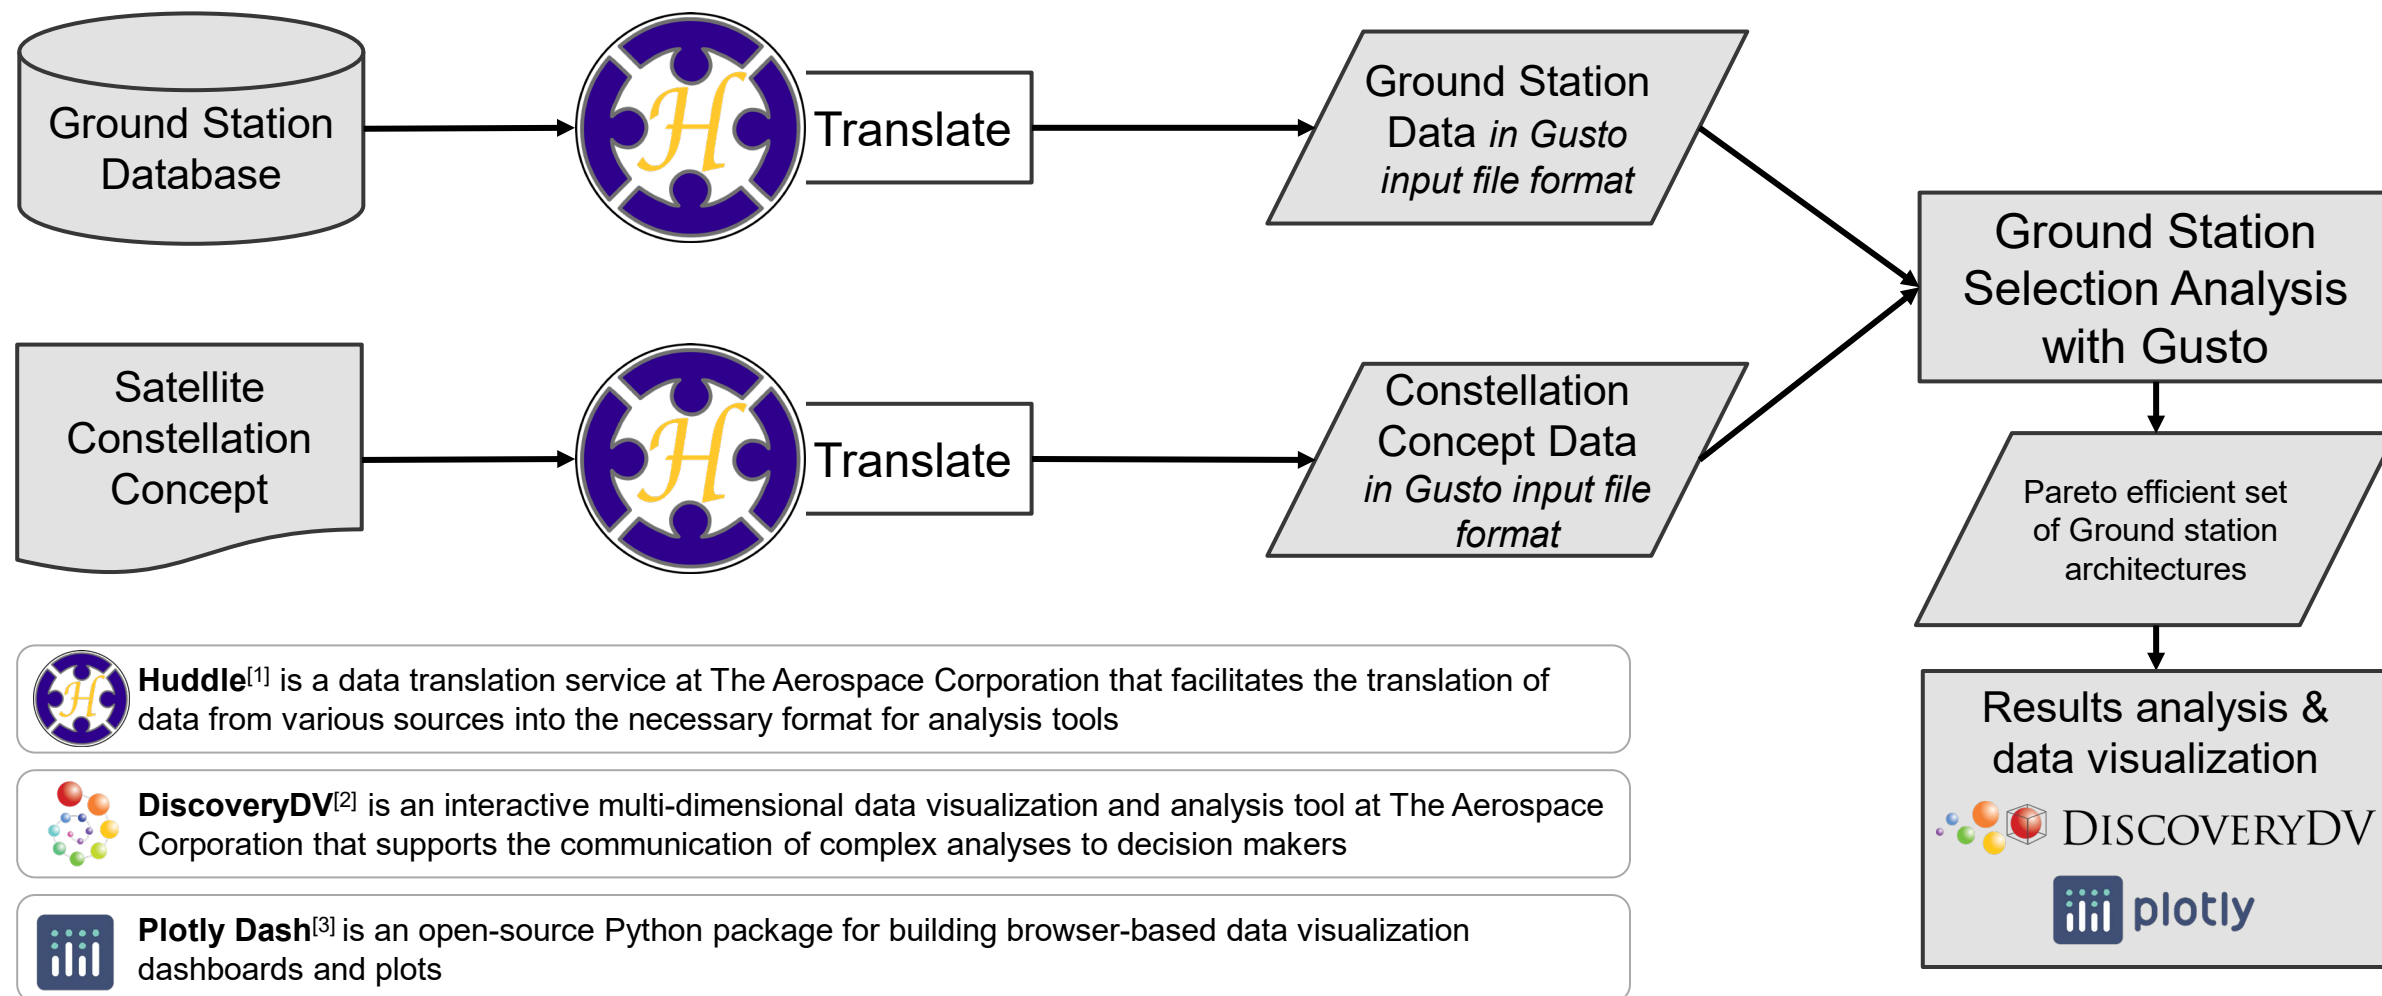 Ground Station
Database
H
Translate
Ground Station
Data in Gusto
input file format
Satellite
Constellation
Concept
H
Translate
Constellation
Concept Data
in Gusto input file
format
Ground Station
Selection Analysis
with Gusto
Pareto efficient set
of Ground station
architectures
Results analysis &
data visualization
DISCOVERYDV
plotly
H
Huddle[1] is a data translation service at The Aerospace Corporation that facilitates the translation of
data from various sources into the necessary format for analysis tools
DiscoveryDV[2] is an interactive multi-dimensional data visualization and analysis tool at The Aerospace
Corporation that supports the communication of complex analyses to decision makers
Plotly Dash[3] is an open-source Python package for building browser-based data visualization
dashboards and plots